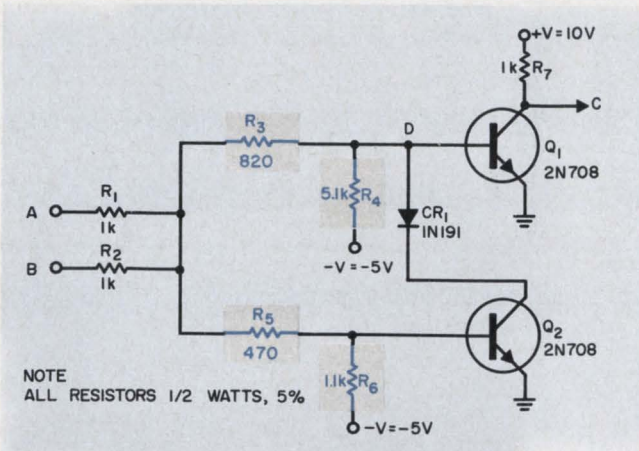 +V=10V
1k R7
C
R3
820
D
Q1
2N708
R1
A
1k
5.1k R4
CR1
1N191
R2
B
1k
-V=-5V
R5
470
Q2
2N708
NOTE
ALL RESISTORS 1/2 WATTS, 5%
1.1k R6
-V=-5V